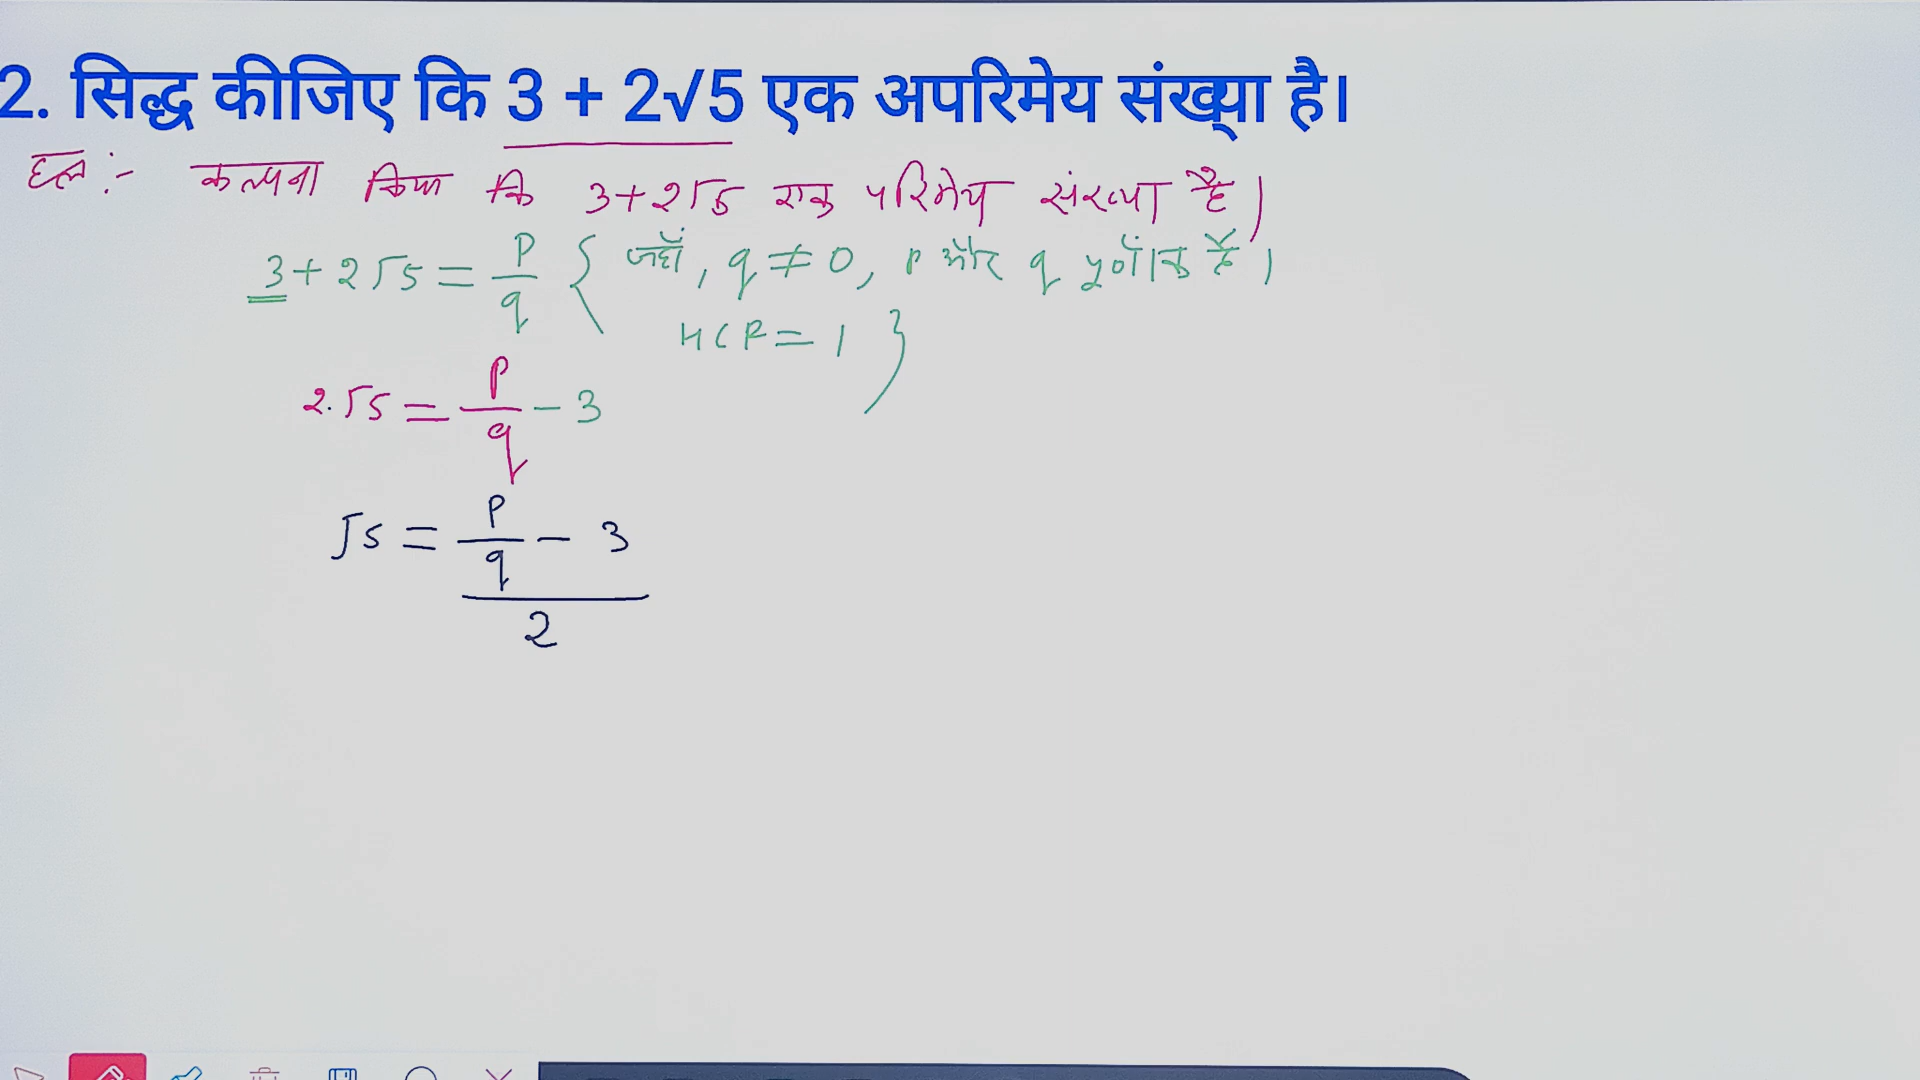 2. सिद्ध कीजिए कि 3 + 2√5 एक अपरिमेय संख्या है।
हल :- कल्पना किया कि 3+2√5 एक परिमेय संख्या है।
3+2√5 = p/q { जहाँ, q ≠ 0, p और q पूर्णांक हैं।
HCF = 1 }
2.√5 = p/q - 3
√5 = (p/q - 3)/2